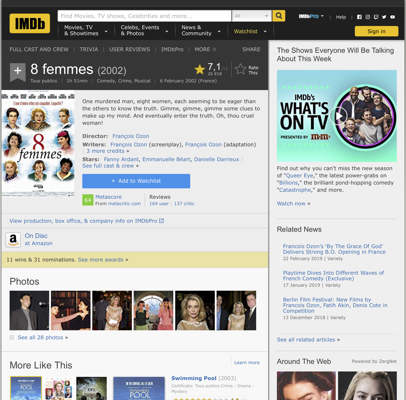 IMDb
Find Movies, TV shows, Celebrities and more...
All
IMDbPro
Help
Movies, TV & Showtimes
Celebs, Events & Photos
News & Community
Watchlist
Sign in
FULL CAST AND CREW | TRIVIA | USER REVIEWS | IMDbPro | MORE
SHARE
8 femmes (2002)
Tous publics | 1h 51min | Comedy, Crime, Musical | 6 February 2002 (France)
7,1
Rate This
One murdered man, eight women, each seeming to be eager than the others to know the truth. Gimme, gimme, gimme some clues to make up my mind. And eventually enter the truth. Oh, thou cruel woman!
Director: François Ozon
Writers: François Ozon (screenplay), François Ozon (adaptation)
3 more credits »
Stars: Fanny Ardant, Emmanuelle Béart, Danielle Darrieux |
See full cast & crew »
+ Add to Watchlist
8 femmes
Metascore
From metacritic.com
Reviews
164 user | 137 critic
View production, box office, & company info on IMDbPro
On Disc
at Amazon
11 wins & 31 nominations. See more awards »
Photos
See all 28 photos »
More Like This
Learn more
Swimming Pool (2003)
The Shows Everyone Will Be Talking About This Week
IMDb's
WHAT'S ON TV
PRESENTED BY
Find out why you can't miss the new season of "Queer Eye," the latest power-grabs on "Billions," the brilliant pond-hopping comedy "Catastrophe," and more.
Watch now »
Related News
François Ozon's 'By The Grace Of God' Delivers Strong B.O. Opening in France
22 February 2019 | Variety
Playtime Dives Into Different Waves of French Comedy (Exclusive)
17 January 2019 | Variety
Berlin Film Festival: New Films by François Ozon, Fatih Akin, Denis Cote in Competition
13 December 2018 | Variety
See all related articles »
Around The Web
Powered by ZergNet